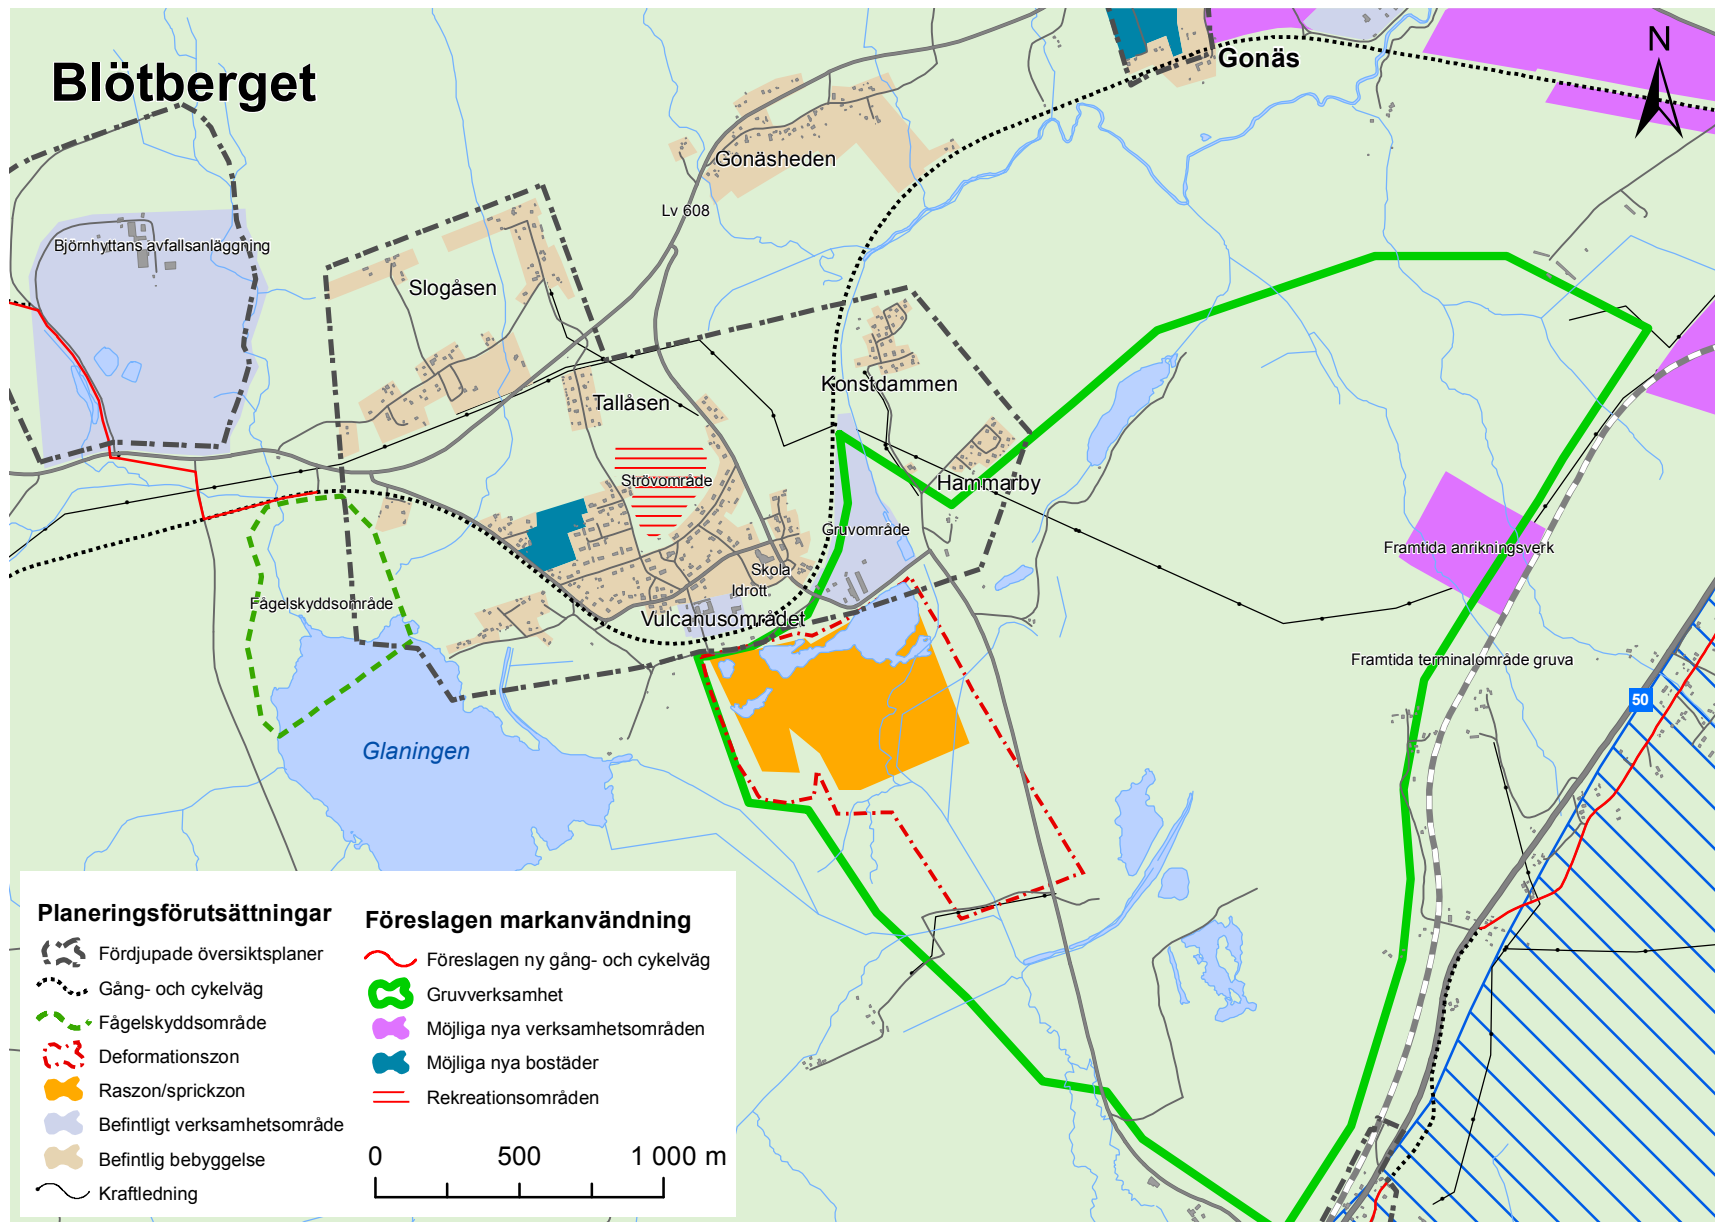 Blötberget
Gonäs
N
Gonäsheden
Lv 608
Björnhyttans avfallsanläggning
Slogåsen
Konstdammen
Tallåsen
Strövområde
Hammarby
Gruvområde
Framtida anrikningsverk
Skola
Idrott
Fågelskyddsområde
Vulcanusområdet
Framtida terminalområde gruva
50
Glaningen
Planeringsförutsättningar
Fördjupade översiktsplaner
Gång- och cykelväg
Fågelskyddsområde
Deformationszon
Raszon/sprickzon
Befintligt verksamhetsområde
Befintlig bebyggelse
Kraftledning
Föreslagen markanvändning
Föreslagen ny gång- och cykelväg
Gruvverksamhet
Möjliga nya verksamhetsområden
Möjliga nya bostäder
Rekreationsområden
0 500 1 000 m